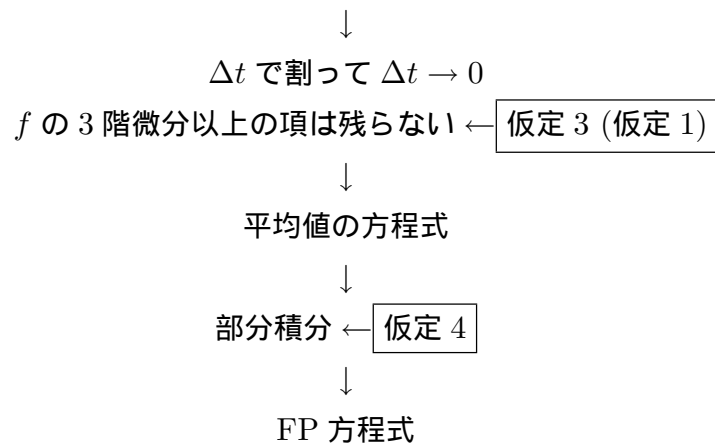 ↓
Δt で割って Δt → 0
f の 3 階微分以上の項は残らない ← 仮定 3 (仮定 1)
↓
平均値の方程式
↓
部分積分 ← 仮定 4
↓
FP 方程式